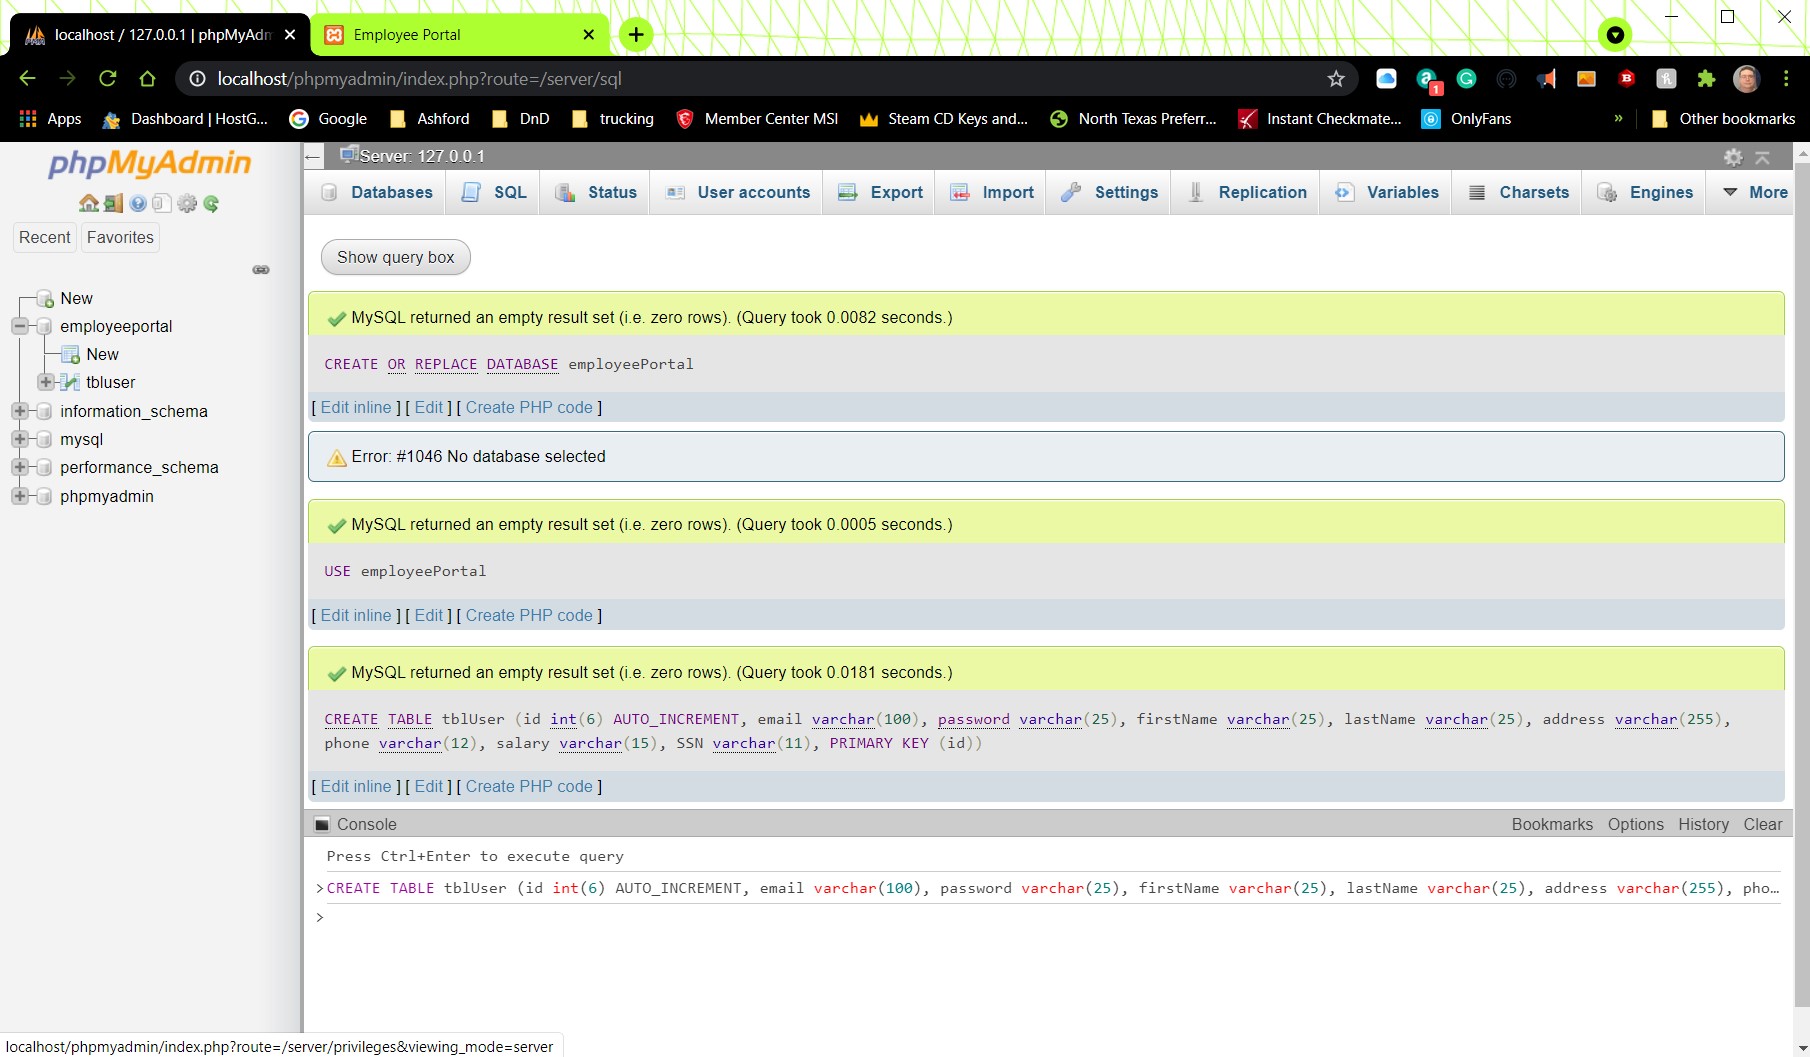 localhost / 127.0.0.1 | phpMyAdm
Employee Portal
localhost/phpmyadmin/index.php?route=/server/sql
1
Apps
Dashboard | HostG...
Google
Ashford
DnD
trucking
Member Center MSI
Steam CD Keys and...
North Texas Preferr...
Instant Checkmate...
OnlyFans
»
Other bookmarks
phpMyAdmin
Recent
Favorites
New
employeeportal
New
tbluser
information_schema
mysql
performance_schema
phpmyadmin
Server: 127.0.0.1
Databases
SQL
Status
User accounts
Export
Import
Settings
Replication
Variables
Charsets
Engines
More
Show query box
MySQL returned an empty result set (i.e. zero rows). (Query took 0.0082 seconds.)
CREATE OR REPLACE DATABASE employeePortal
[ Edit inline ] [ Edit ] [ Create PHP code ]
Error: #1046 No database selected
MySQL returned an empty result set (i.e. zero rows). (Query took 0.0005 seconds.)
USE employeePortal
[ Edit inline ] [ Edit ] [ Create PHP code ]
MySQL returned an empty result set (i.e. zero rows). (Query took 0.0181 seconds.)
CREATE TABLE tblUser (id int(6) AUTO_INCREMENT, email varchar(100), password varchar(25), firstName varchar(25), lastName varchar(25), address varchar(255),
phone varchar(12), salary varchar(15), SSN varchar(11), PRIMARY KEY (id))
[ Edit inline ] [ Edit ] [ Create PHP code ]
Console
Bookmarks
Options
History
Clear
Press Ctrl+Enter to execute query
>CREATE TABLE tblUser (id int(6) AUTO_INCREMENT, email varchar(100), password varchar(25), firstName varchar(25), lastName varchar(25), address varchar(255), pho...
>
localhost/phpmyadmin/index.php?route=/server/privileges&viewing_mode=server